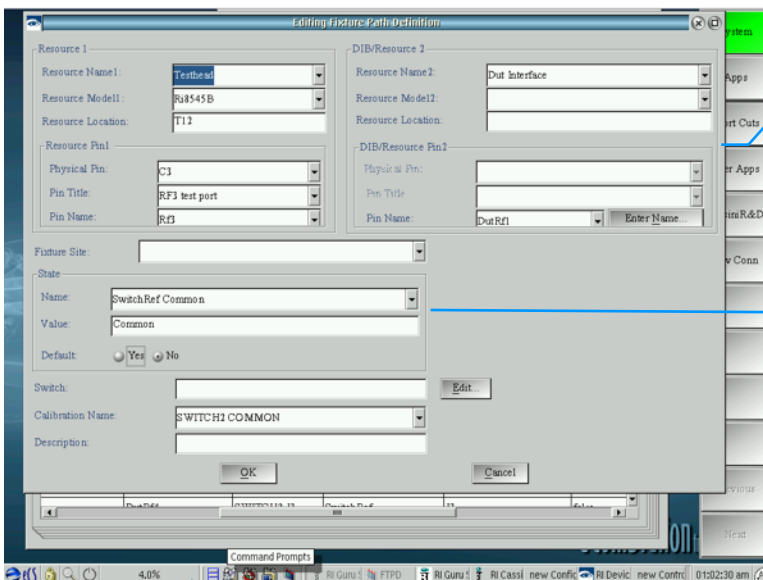 Editing Fixture Path Definition
Resource 1
Resource Name1: Testhead
Resource Model1: Ri8545B
Resource Location: T12
Resource Pin1
Physical Pin: C3
Pin Title: RF3 test port
Pin Name: Rf3
DIB/Resource 2
Resource Name2: Dut Interface
Resource Model2:
Resource Location:
DIB/Resource Pin2
Physical Pin:
Pin Title
Pin Name: DutRf1 Enter Name...
Fixture Site:
State
Name: SwitchRef Common
Value: Common
Default: Yes No
Switch: Edit...
Calibration Name: SWITCH2 COMMON
Description:
OK Cancel
ystem
Apps
ort Cuts
er Apps
iniR&D
w Conn
evious
Next
Command Prompts
4.0% RI Guru S FTPD RI Guru S RI Cassi new Config RI Devic new Contro 01:02:30 am